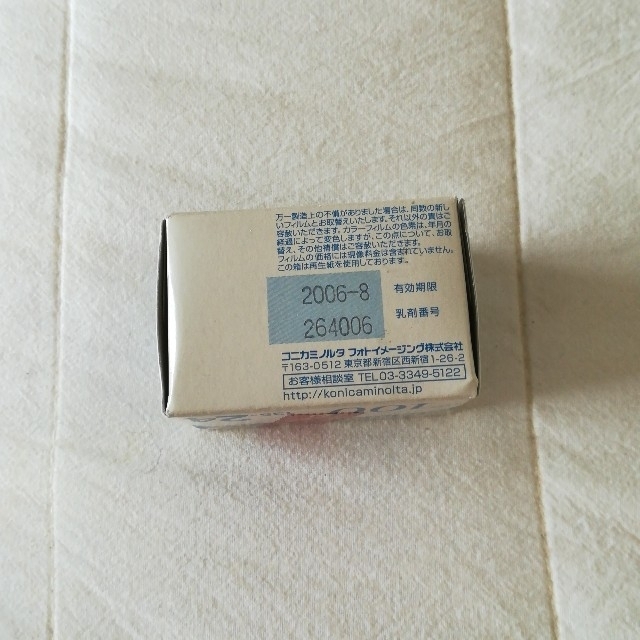 万一製造上の不備がありました場合は、同数の新し
いフィルムとお取替えいたします。それ以外の責はご
容赦いただきます。カラーフィルムの色素は、年月の
経過によって変色しますが、この点について、お取
替え、その他補償はご容赦いただきます。
フィルムの価格には現像料金は含まれていません。
この箱は再生紙を使用しております。
2006-8 有効期限
264006 乳剤番号
コニカミノルタ フォトイメージング株式会社
〒163-0512 東京都新宿区西新宿1-26-2
お客様相談室 TEL03-3349-5122
http://konicaminolta.jp